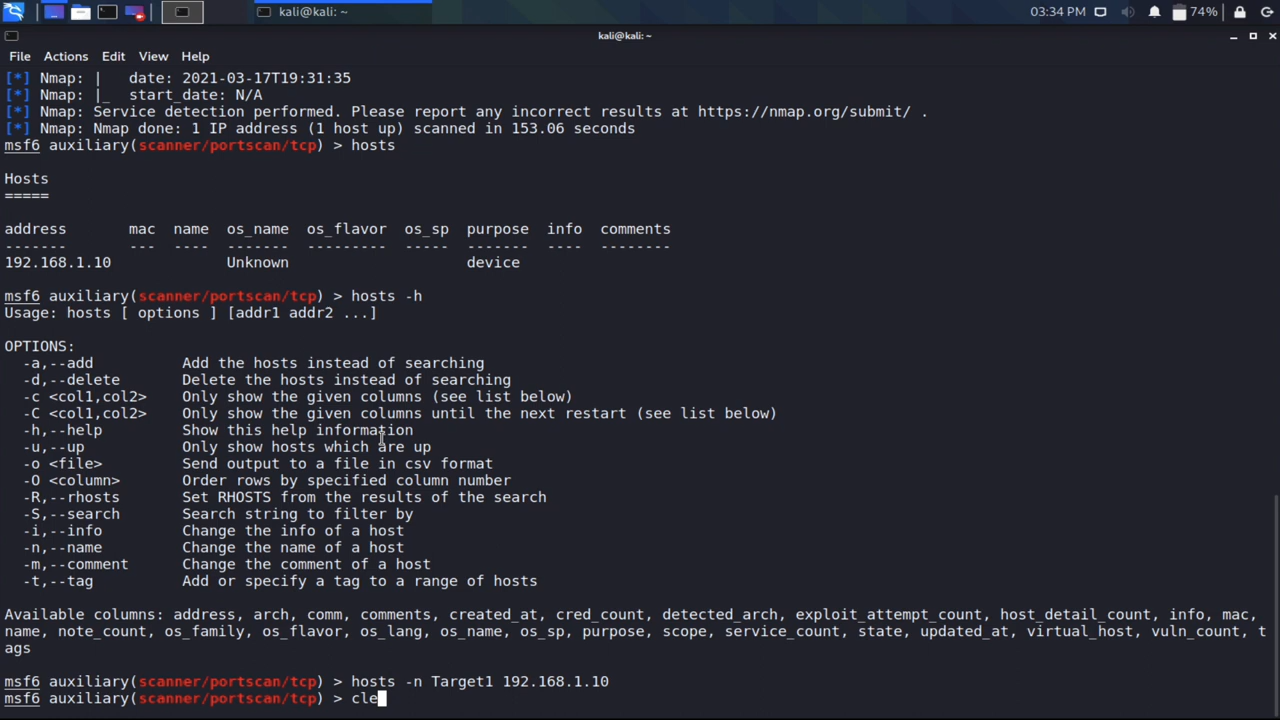 kali@kali: ~
03:34 PM
74%
kali@kali: ~
File Actions Edit View Help
[*] Nmap: |   date: 2021-03-17T19:31:35
[*] Nmap: |_  start_date: N/A
[*] Nmap: Service detection performed. Please report any incorrect results at https://nmap.org/submit/ .
[*] Nmap: Nmap done: 1 IP address (1 host up) scanned in 153.06 seconds
msf6 auxiliary(scanner/portscan/tcp) > hosts
Hosts
=====
address      mac  name  os_name  os_flavor  os_sp  purpose  info  comments
-------      ---  ----  -------  ---------  -----  -------  ----  --------
192.168.1.10            Unknown                    device
msf6 auxiliary(scanner/portscan/tcp) > hosts -h
Usage: hosts [ options ] [addr1 addr2 ...]
OPTIONS:
  -a,--add          Add the hosts instead of searching
  -d,--delete       Delete the hosts instead of searching
  -c <col1,col2>    Only show the given columns (see list below)
  -C <col1,col2>    Only show the given columns until the next restart (see list below)
  -h,--help         Show this help information
  -u,--up           Only show hosts which are up
  -o <file>         Send output to a file in csv format
  -O <column>       Order rows by specified column number
  -R,--rhosts       Set RHOSTS from the results of the search
  -S,--search       Search string to filter by
  -i,--info         Change the info of a host
  -n,--name         Change the name of a host
  -m,--comment      Change the comment of a host
  -t,--tag          Add or specify a tag to a range of hosts
Available columns: address, arch, comm, comments, created_at, cred_count, detected_arch, exploit_attempt_count, host_detail_count, info, mac,
name, note_count, os_family, os_flavor, os_lang, os_name, os_sp, purpose, scope, service_count, state, updated_at, virtual_host, vuln_count, t
ags
msf6 auxiliary(scanner/portscan/tcp) > hosts -n Target1 192.168.1.10
msf6 auxiliary(scanner/portscan/tcp) > cle